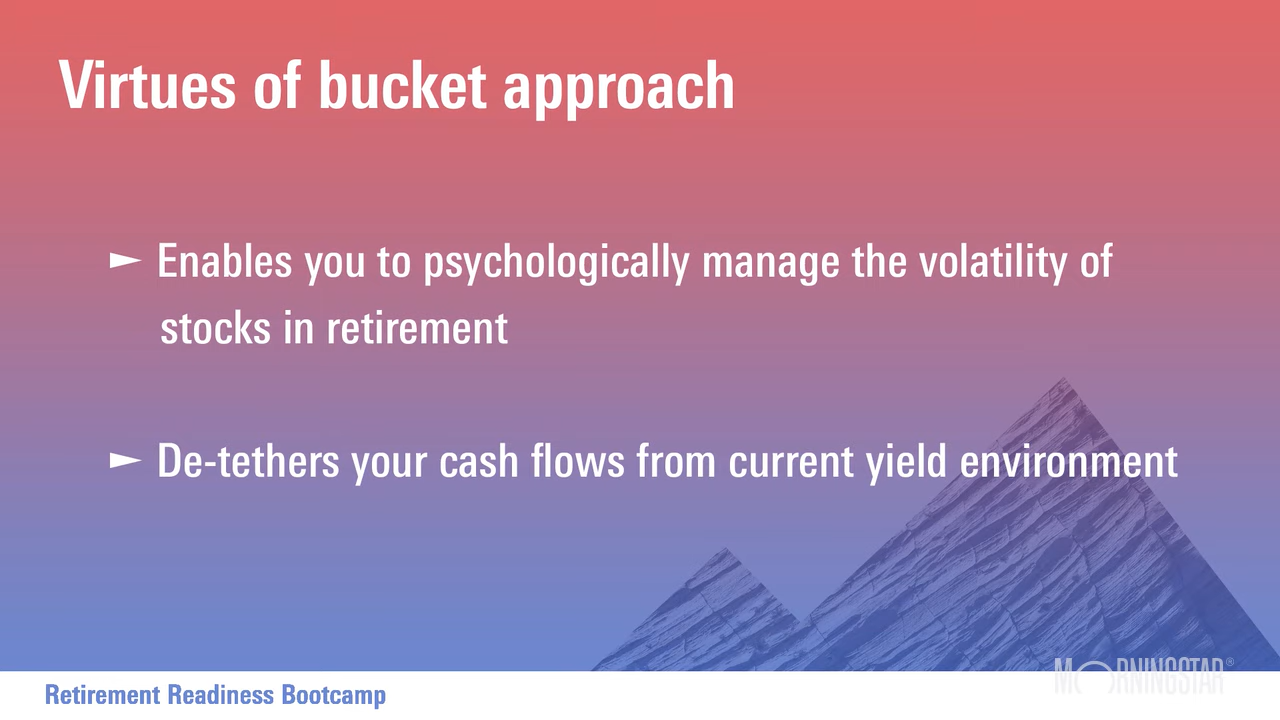 Virtues of bucket approach
► Enables you to psychologically manage the volatility of
stocks in retirement
► De-tethers your cash flows from current yield environment
MORNINGSTAR®
Retirement Readiness Bootcamp